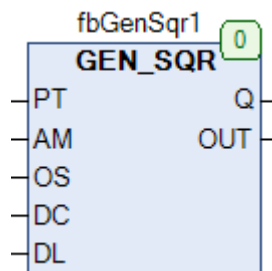 fbGenSqr1
0
GEN_SQR
PT Q
AM OUT
OS
DC
DL